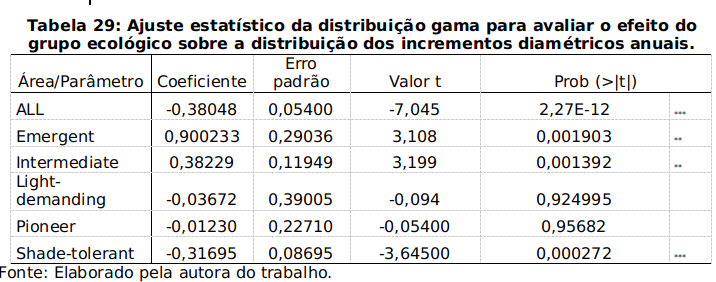 Tabela 29: Ajuste estatístico da distribuição gama para avaliar o efeito do
grupo ecológico sobre a distribuição dos incrementos diamétricos anuais.
Área/Parâmetro Coeficiente Erro padrão Valor t Prob (>|t|)
ALL -0,38048 0,05400 -7,045 2,27E-12 ***
Emergent 0,900233 0,29036 3,108 0,001903 **
Intermediate 0,38229 0,11949 3,199 0,001392 **
Light-
demanding -0,03672 0,39005 -0,094 0,924995
Pioneer -0,01230 0,22710 -0,05400 0,95682
Shade-tolerant -0,31695 0,08695 -3,64500 0,000272 ***
Fonte: Elaborado pela autora do trabalho.